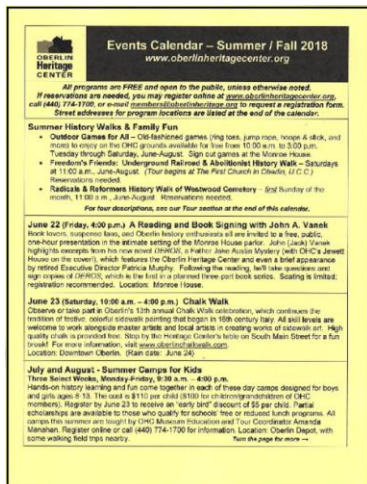 OBERLIN
Heritage
CENTER
Events Calendar – Summer / Fall 2018
www.oberlinheritagecenter.org
All programs are FREE and open to the public, unless otherwise noted.
If reservations are needed, you may register online at www.oberlinheritagecenter.org,
call (440) 774-1700, or e-mail members@oberlinheritage.org to request a registration form.
Street addresses for program locations are listed at the end of the calendar.
Summer History Walks & Family Fun
• Outdoor Games for All – Old-fashioned games (ring toss, jump rope, hoops & stick, and
more) to enjoy on the OHC grounds available for free from 10:00 a.m. to 3:00 p.m.
Tuesday through Saturday, June-August. Sign out games at the Monroe House.
• Freedom's Friends: Underground Railroad & Abolitionist History Walk – Saturdays
at 11:00 a.m., June-August. (Tour begins at The First Church in Oberlin, U.C.C.)
Reservations needed.
• Radicals & Reformers History Walk of Westwood Cemetery – first Sunday of the
month, 11:00 a.m., June-August. Reservations needed.
For tour descriptions, see our Tour section at the end of this calendar.
June 22 (Friday, 4:00 p.m.) A Reading and Book Signing with John A. Vanek
Book lovers, suspense fans, and Oberlin history enthusiasts all are invited to a free, public,
one-hour presentation in the intimate setting of the Monroe House parlor. John (Jack) Vanek
highlights excerpts from his new novel DEROS, a Father John Austin Mystery (with OHC's Jewett
House on the cover!), which features the Oberlin Heritage Center and even a brief appearance
by retired Executive Director Patricia Murphy. Following the reading, he'll take questions and
sign copies of DEROS, which is the first in a planned three-part book series. Seating is limited;
registration recommended. Location: Monroe House.
June 23 (Saturday, 10:00 a.m. – 4:00 p.m.) Chalk Walk
Observe or take part in Oberlin's 13th annual Chalk Walk celebration, which continues the
tradition of festive, colorful sidewalk painting that began in 16th century Italy. All skill levels are
welcome to work alongside master artists and local artists in creating works of sidewalk art. High
quality chalk is provided free. Stop by the Heritage Center's table on South Main Street for a fun
break! For more information, visit www.oberlinchalkwalk.com.
Location: Downtown Oberlin. (Rain date: June 24)
July and August - Summer Camps for Kids
Three Select Weeks, Monday-Friday, 9:30 a.m. – 4:00 p.m.
Hands-on history learning and fun come together in each of these day camps designed for boys
and girls ages 8-13. The cost is $110 per child ($100 for children/grandchildren of OHC
members). Register by June 23 to receive an "early bird" discount of $5 per child. Partial
scholarships are available to those who qualify for schools' free or reduced lunch programs. All
camps this summer are taught by OHC Museum Education and Tour Coordinator Amanda
Manahan. Register online or call (440) 774-1700 for information. Location: Oberlin Depot, with
some walking field trips nearby. Turn the page for more →